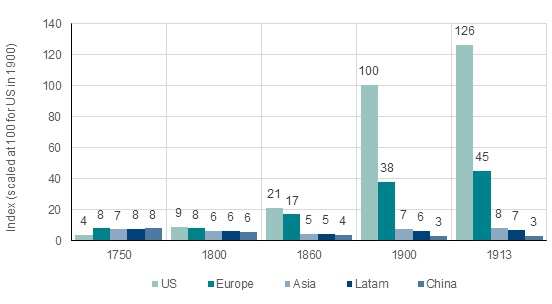 Index (scaled at 100 for US in 1900)
140
120
100
80
60
40
20
0
4 8 7 8 8
9 8 6 6 6
21 17 5 5 4
100 38 7 6 3
126 45 8 7 3
1750 1800 1860 1900 1913
US Europe Asia Latam China